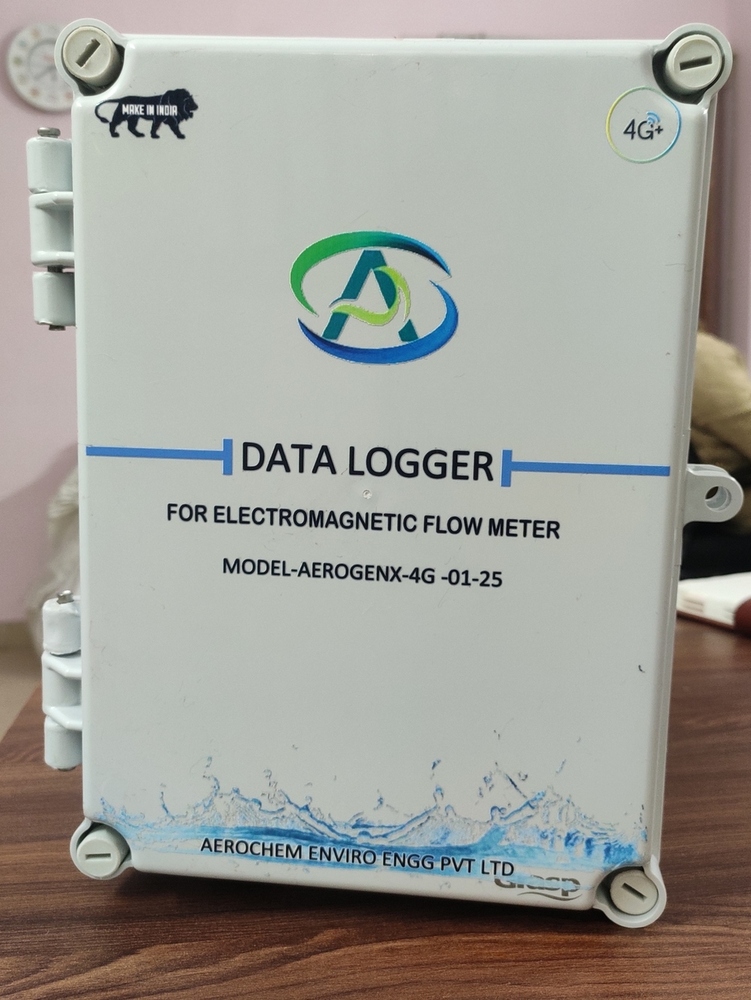 MAKE IN INDIA
4G+
DATA LOGGER
FOR ELECTROMAGNETIC FLOW METER
MODEL-AEROGENX-4G -01-25
AEROCHEM ENVIRO ENGG PVT LTD